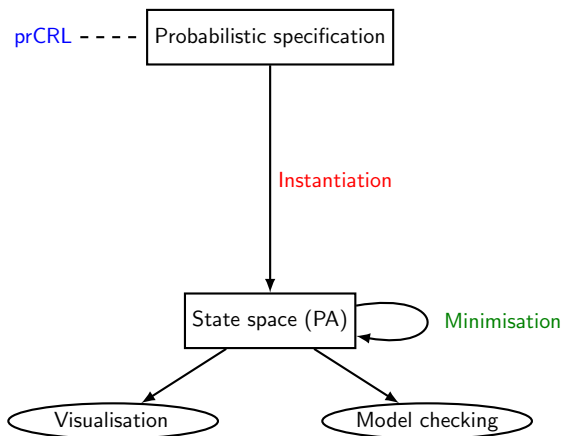 prCRL
Probabilistic specification
Instantiation
State space (PA)
Minimisation
Visualisation
Model checking